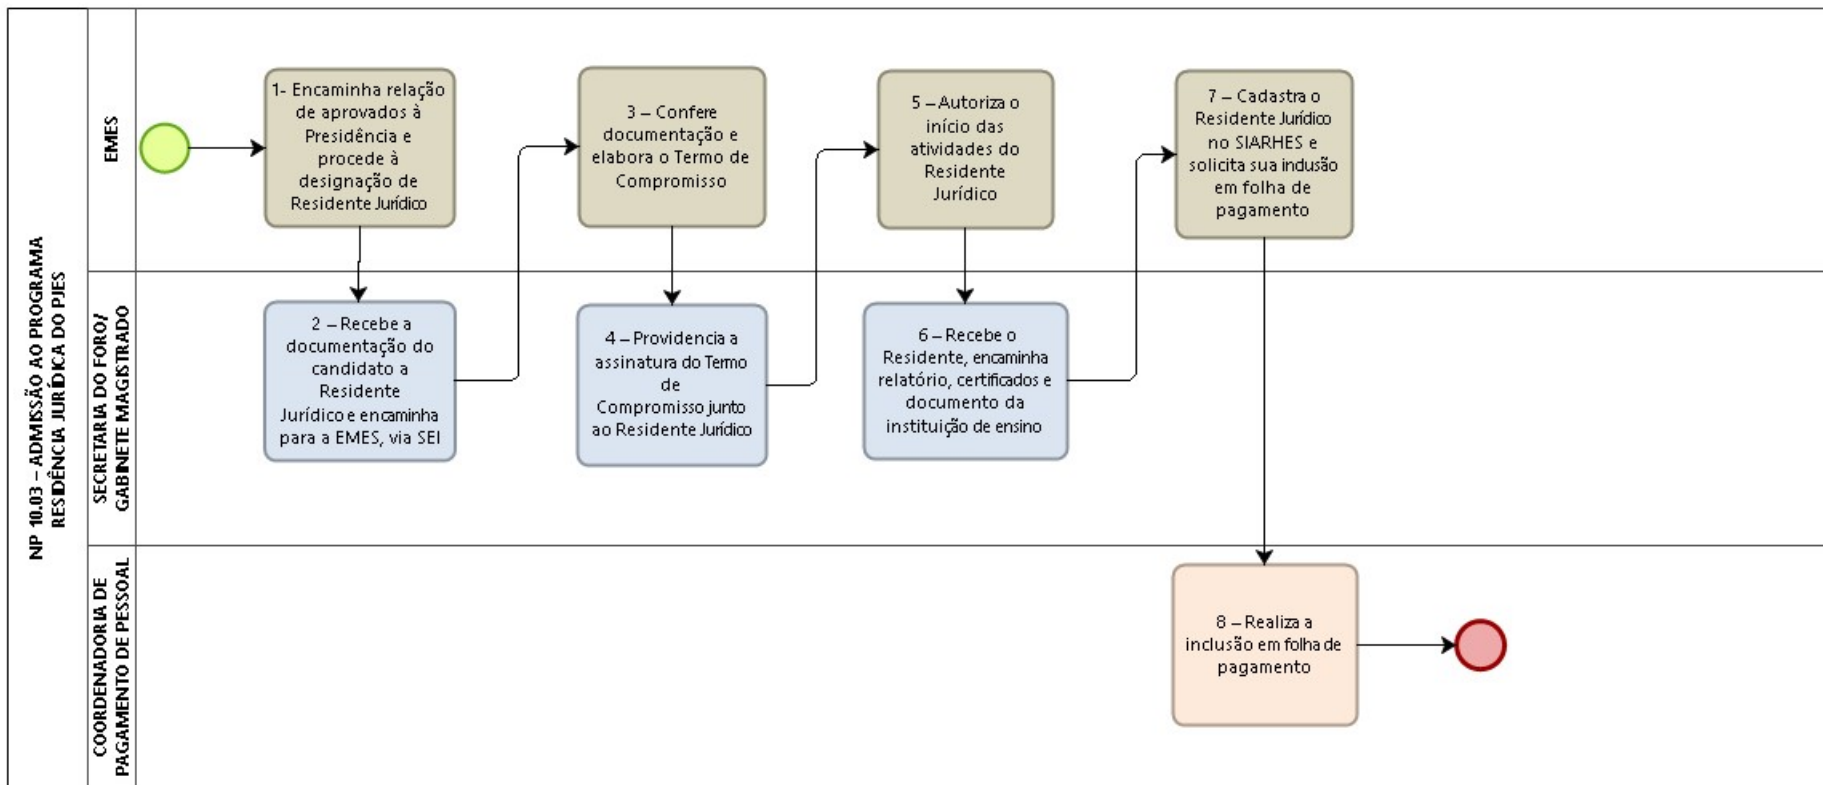 NP 10.03 – ADMISSÃO AO PROGRAMA
RESIDÊNCIA JURÍDICA DO PJES
EMES
1- Encaminha relação
de aprovados à
Presidência e
procede à
designação de
Residente Jurídico
3 – Confere
documentação e
elabora o Termo de
Compromisso
5 – Autoriza o
início das
atividades do
Residente
Jurídico
7 – Cadastra o
Residente Jurídico
no SIARHES e
solicita sua inclusão
em folha de
pagamento
SECRETARIA DO FORO/
GABINETE MAGISTRADO
2 – Recebe a
documentação do
candidato a
Residente
Jurídico e encaminha
para a EMES, via SEI
4 – Providencia a
assinatura do Termo
de
Compromisso junto
ao Residente Jurídico
6 – Recebe o
Residente, encaminha
relatório, certificados e
documento da
instituição de ensino
COORDENADORIA DE
PAGAMENTO DE PESSOAL
8 – Realiza a
inclusão em folha de
pagamento